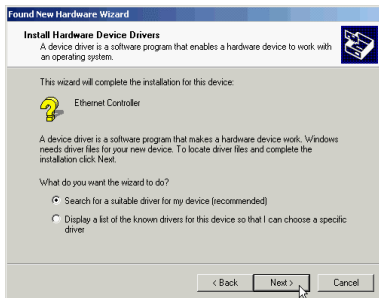 Found New Hardware Wizard
Install Hardware Device Drivers
A device driver is a software program that enables a hardware device to work with
an operating system.
This wizard will complete the installation for this device:
Ethernet Controller
A device driver is a software program that makes a hardware device work. Windows
needs driver files for your new device. To locate driver files and complete the
installation click Next.
What do you want the wizard to do?
Search for a suitable driver for my device (recommended)
Display a list of the known drivers for this device so that I can choose a specific
driver
< Back Next > Cancel